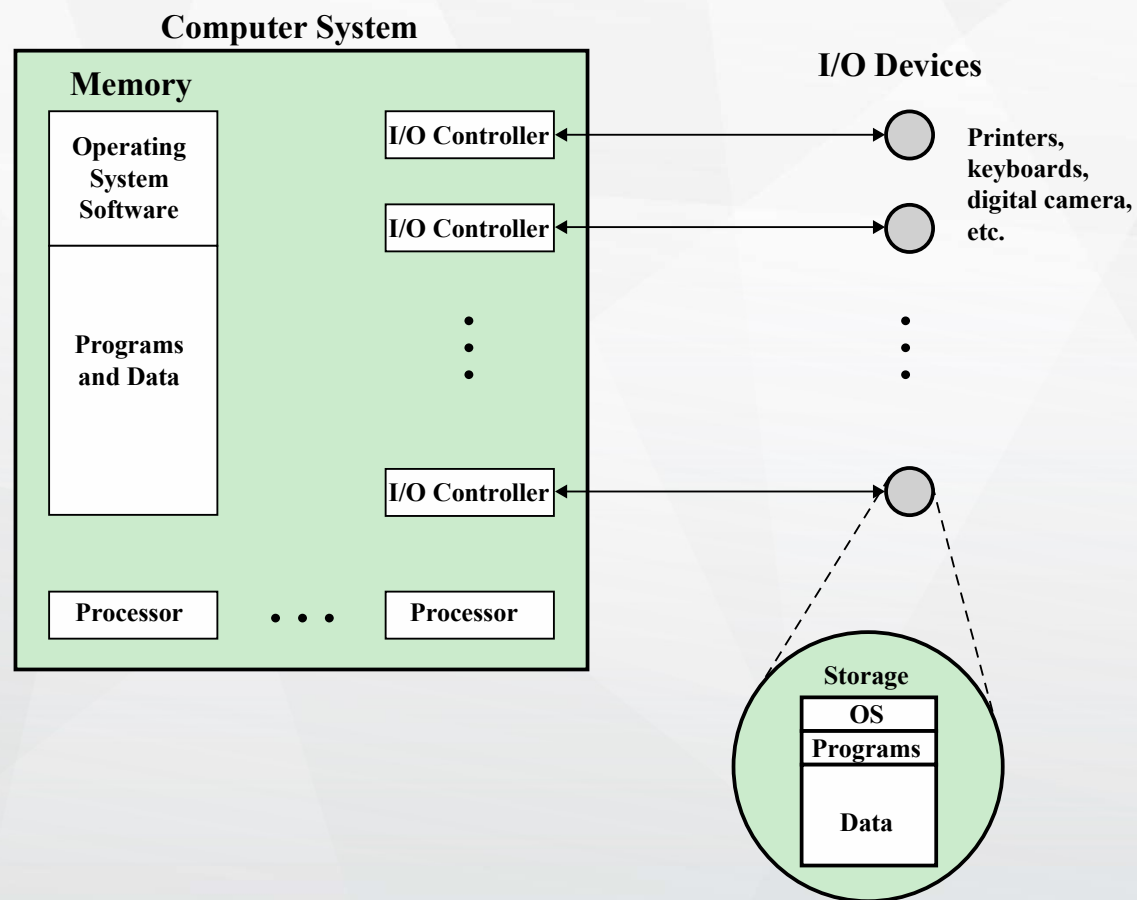 Computer System
I/O Devices
Memory
Operating
System
Software
Programs
and Data
I/O Controller
I/O Controller
I/O Controller
Printers,
keyboards,
digital camera,
etc.
Processor
Processor
Storage
OS
Programs
Data